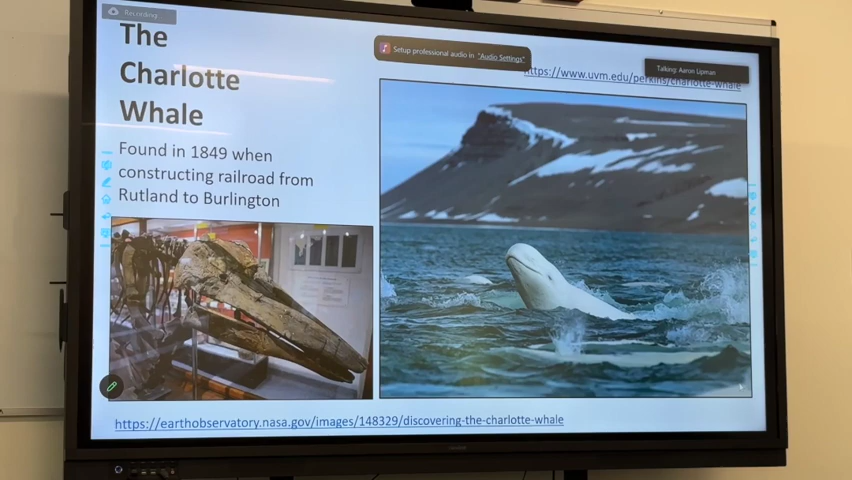 Recording...
The
Charlotte
Whale
Found in 1849 when
constructing railroad from
Rutland to Burlington
Setup professional audio in "Audio Settings"
Talking: Aaron Lipman
https://www.uvm.edu/perkins/charlotte-whale
https://earthobservatory.nasa.gov/images/148329/discovering-the-charlotte-whale